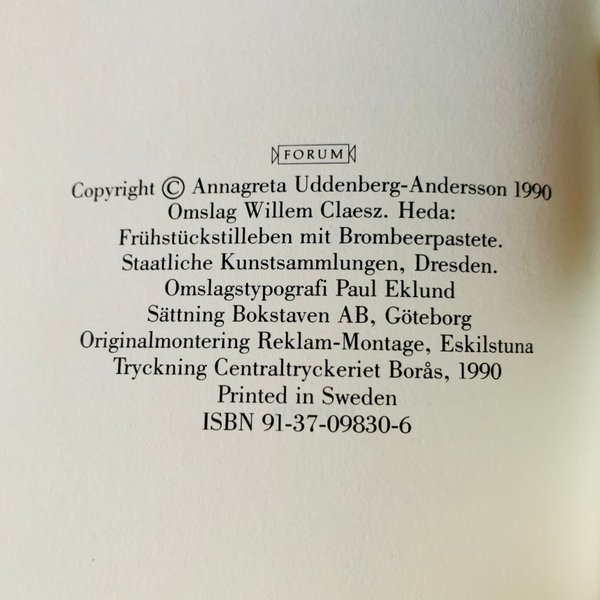 FORUM
Copyright © Annagreta Uddenberg-Andersson 1990
Omslag Willem Claesz. Heda:
Frühstückstilleben mit Brombeerpastete.
Staatliche Kunstsammlungen, Dresden.
Omslagstypografi Paul Eklund
Sättning Bokstaven AB, Göteborg
Originalmontering Reklam-Montage, Eskilstuna
Tryckning Centraltryckeriet Borås, 1990
Printed in Sweden
ISBN 91-37-09830-6